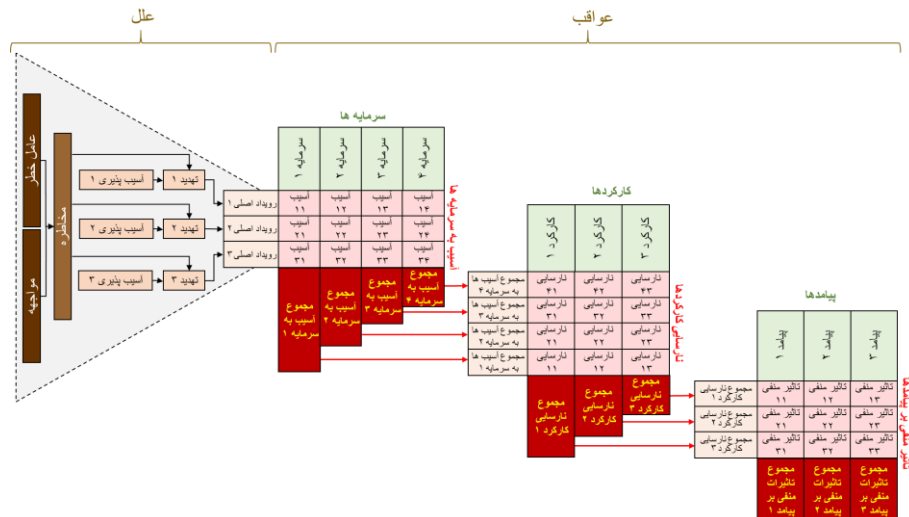 علل
عواقب
عامل خطر
مواجهه
مخاطره
آسیب پذیری ۱
تهدید ۱
آسیب پذیری ۲
تهدید ۲
آسیب پذیری ۳
تهدید ۳
سرمایه ها
سرمایه ۱
سرمایه ۲
سرمایه ۳
سرمایه ۴
رویداد اصلی ۱
آسیب
۱۱
آسیب
۱۲
آسیب
۱۳
آسیب
۱۴
رویداد اصلی ۲
آسیب
۲۱
آسیب
۲۲
آسیب
۲۳
آسیب
۲۴
رویداد اصلی ۳
آسیب
۳۱
آسیب
۳۲
آسیب
۳۳
آسیب
۳۴
آسیب به سرمایه ها
مجموع
آسیب به
سرمایه ۱
مجموع
آسیب به
سرمایه ۲
مجموع
آسیب به
سرمایه ۳
مجموع
آسیب به
سرمایه ۴
کارکردها
کارکرد ۱
کارکرد ۲
کارکرد ۳
مجموع آسیب ها
به سرمایه ۴
نارسایی
۴۱
نارسایی
۴۲
نارسایی
۴۳
مجموع آسیب ها
به سرمایه ۳
نارسایی
۳۱
نارسایی
۳۲
نارسایی
۳۳
مجموع آسیب ها
به سرمایه ۲
نارسایی
۲۱
نارسایی
۲۲
نارسایی
۲۳
مجموع آسیب ها
به سرمایه ۱
نارسایی
۱۱
نارسایی
۱۲
نارسایی
۱۳
نارسایی کارکردها
مجموع
نارسایی
کارکرد ۱
مجموع
نارسایی
کارکرد ۲
مجموع
نارسایی
کارکرد ۳
پیامدها
پیامد ۱
پیامد ۲
پیامد ۳
مجموع نارسایی
کارکرد ۱
تاثیر منفی
۱۱
تاثیر منفی
۱۲
تاثیر منفی
۱۳
مجموع نارسایی
کارکرد ۲
تاثیر منفی
۲۱
تاثیر منفی
۲۲
تاثیر منفی
۲۳
مجموع نارسایی
کارکرد ۳
تاثیر منفی
۳۱
تاثیر منفی
۳۲
تاثیر منفی
۳۳
تاثیر منفی بر پیامدها
مجموع
تاثیرات
منفی بر
پیامد ۱
مجموع
تاثیرات
منفی بر
پیامد ۲
مجموع
تاثیرات
منفی بر
پیامد ۳